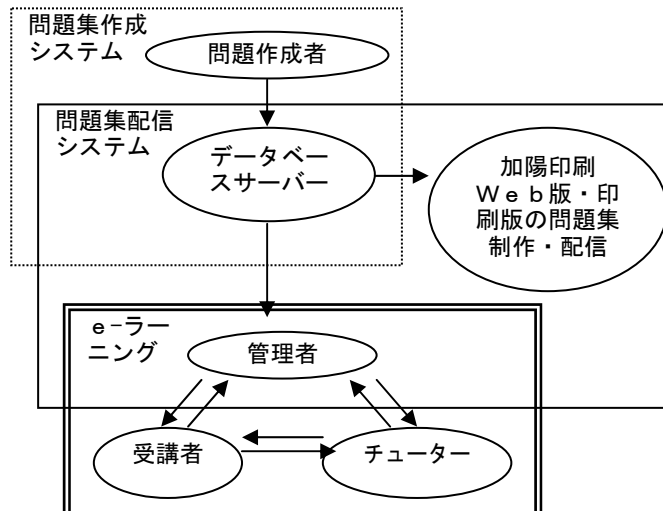 問題集作成
システム
問題作成者
問題集配信
システム
データベー
スサーバー
加陽印刷
Ｗｅｂ版・印
刷版の問題集
制作・配信
ｅ-ラー
ニング
管理者
受講者
チューター